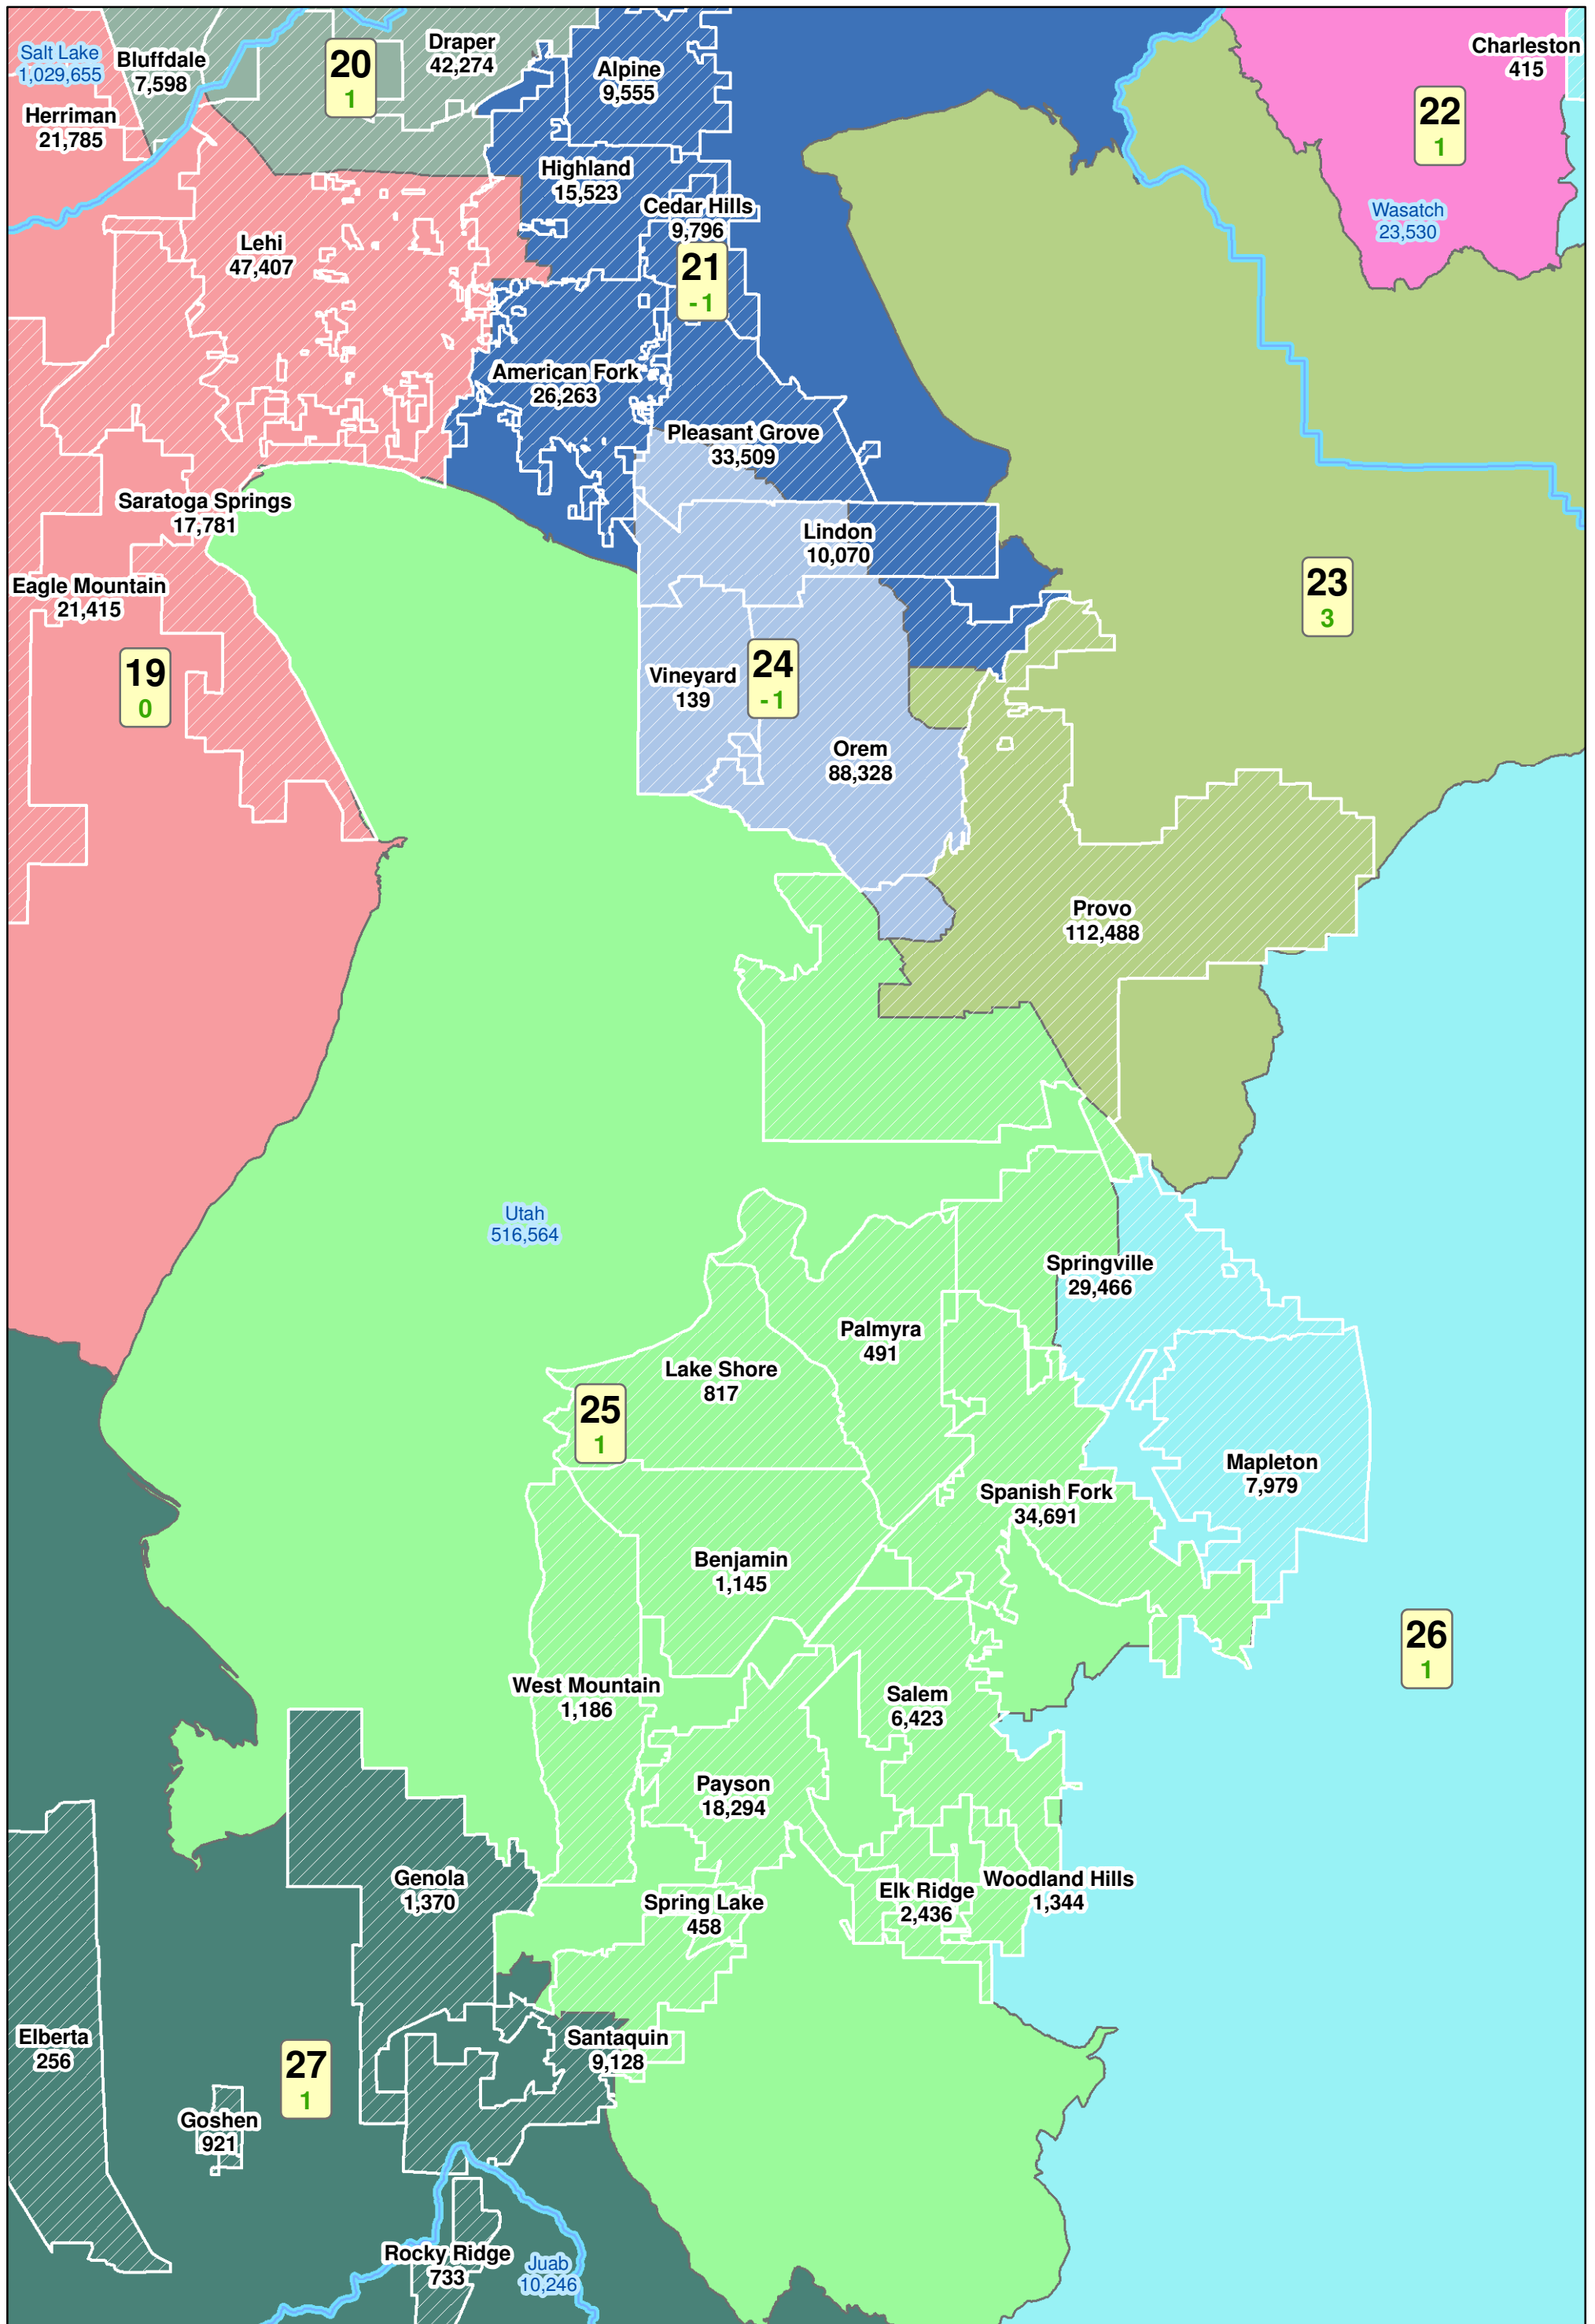 Salt Lake
1,029,655
Bluffdale
7,598
20
1
Draper
42,274
Alpine
9,555
Charleston
415
22
1
Herriman
21,785
Highland
15,523
Cedar Hills
9,796
Wasatch
23,530
Lehi
47,407
21
-1
American Fork
26,263
Pleasant Grove
33,509
Saratoga Springs
17,781
Lindon
10,070
Eagle Mountain
21,415
23
3
19
0
Vineyard
139
24
-1
Orem
88,328
Provo
112,488
Utah
516,564
Springville
29,466
Palmyra
491
Lake Shore
817
25
1
Mapleton
7,979
Spanish Fork
34,691
Benjamin
1,145
26
1
West Mountain
1,186
Salem
6,423
Payson
18,294
Genola
1,370
Spring Lake
458
Elk Ridge
2,436
Woodland Hills
1,344
Elberta
256
27
1
Santaquin
9,128
Goshen
921
Rocky Ridge
733
Juab
10,246